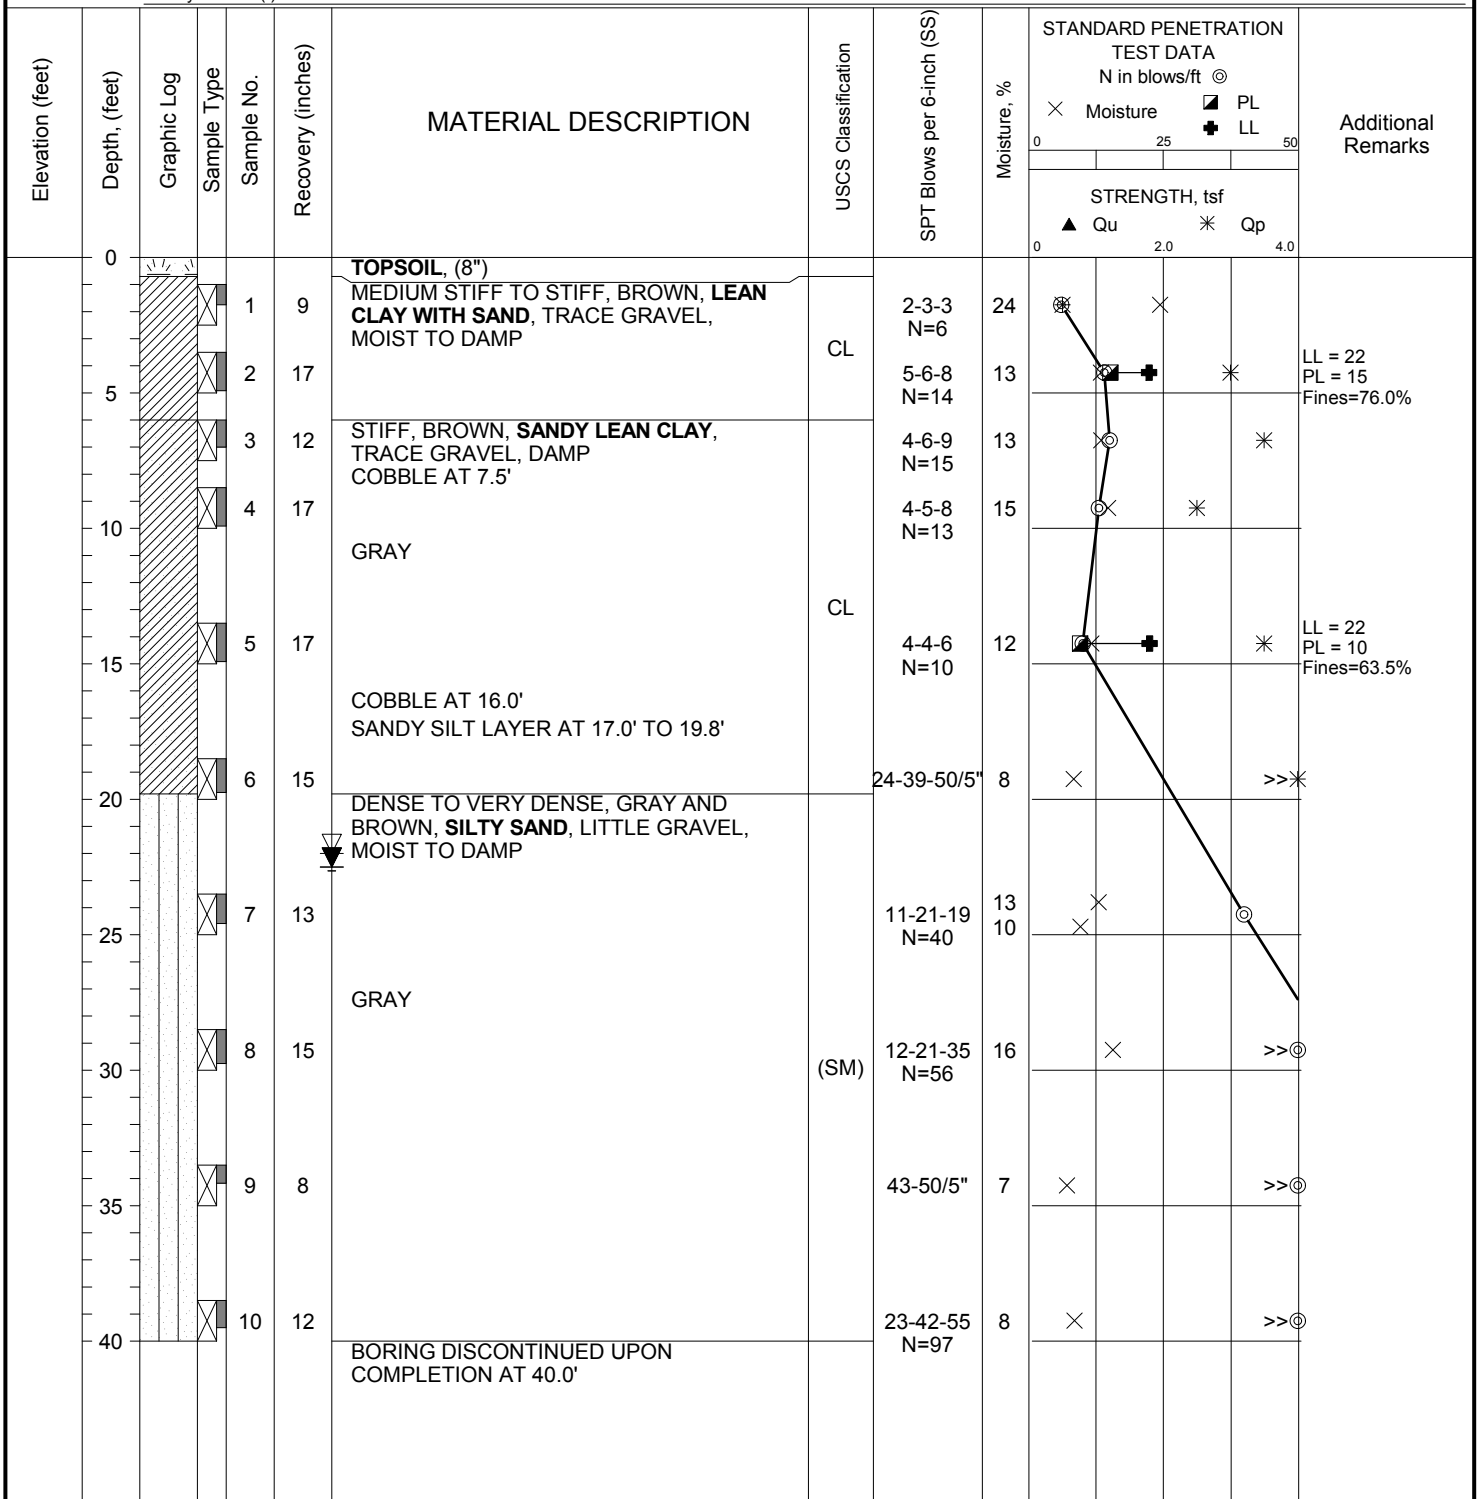 Elevation (feet)
Depth, (feet)
Graphic Log
Sample Type
Sample No.
Recovery (inches)
MATERIAL DESCRIPTION
USCS Classification
SPT Blows per 6-inch (SS)
Moisture, %
STANDARD PENETRATION
TEST DATA
N in blows/ft
Moisture
PL
LL
0 25 50
STRENGTH, tsf
Qu Qp
0 2.0 4.0
Additional
Remarks
0
TOPSOIL, (8")
MEDIUM STIFF TO STIFF, BROWN, LEAN
CLAY WITH SAND, TRACE GRAVEL,
MOIST TO DAMP
1 9
2-3-3
N=6
24
CL
2 17
5-6-8
N=14
13
LL = 22
PL = 15
Fines=76.0%
5
STIFF, BROWN, SANDY LEAN CLAY,
TRACE GRAVEL, DAMP
COBBLE AT 7.5'
3 12
4-6-9
N=15
13
4 17
4-5-8
N=13
15
10
GRAY
CL
5 17
4-4-6
N=10
12
LL = 22
PL = 10
Fines=63.5%
15
COBBLE AT 16.0'
SANDY SILT LAYER AT 17.0' TO 19.8'
6 15
24-39-50/5"
8
>>
20
DENSE TO VERY DENSE, GRAY AND
BROWN, SILTY SAND, LITTLE GRAVEL,
MOIST TO DAMP
7 13
11-21-19
N=40
13
10
25
GRAY
8 15
12-21-35
N=56
16
>>
30
(SM)
9 8
43-50/5"
7
>>
35
10 12
23-42-55
N=97
8
>>
40
BORING DISCONTINUED UPON
COMPLETION AT 40.0'